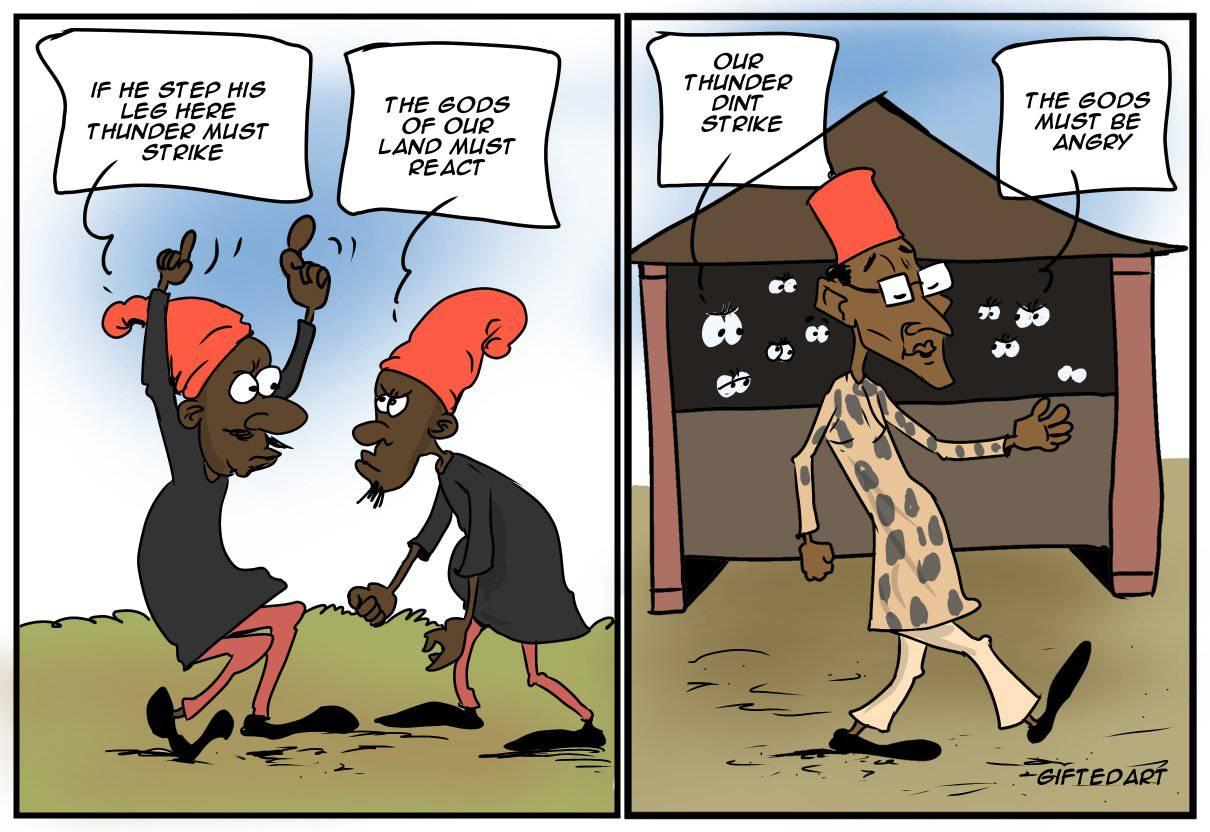 IF HE STEP HIS
LEG HERE
THUNDER MUST
STRIKE
THE GODS
OF OUR
LAND MUST
REACT
OUR
THUNDER
DINT
STRIKE
THE GODS
MUST BE
ANGRY
-GIFTEDART